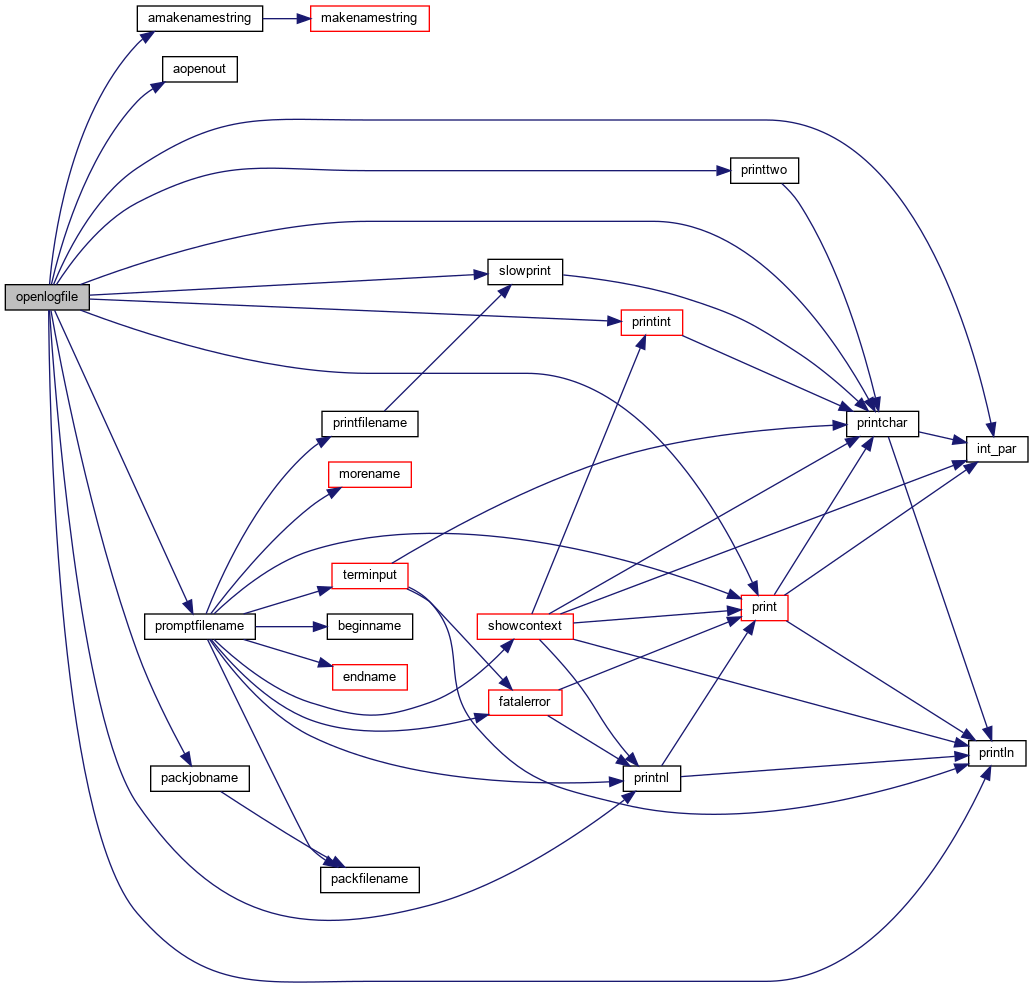 amakenamestring
makenamestring
aopenout
printtwo
slowprint
openlogfile
printint
printfilename
printchar
int_par
morename
terminput
print
promptfilename
beginname
showcontext
endname
fatalerror
println
packjobname
printnl
packfilename